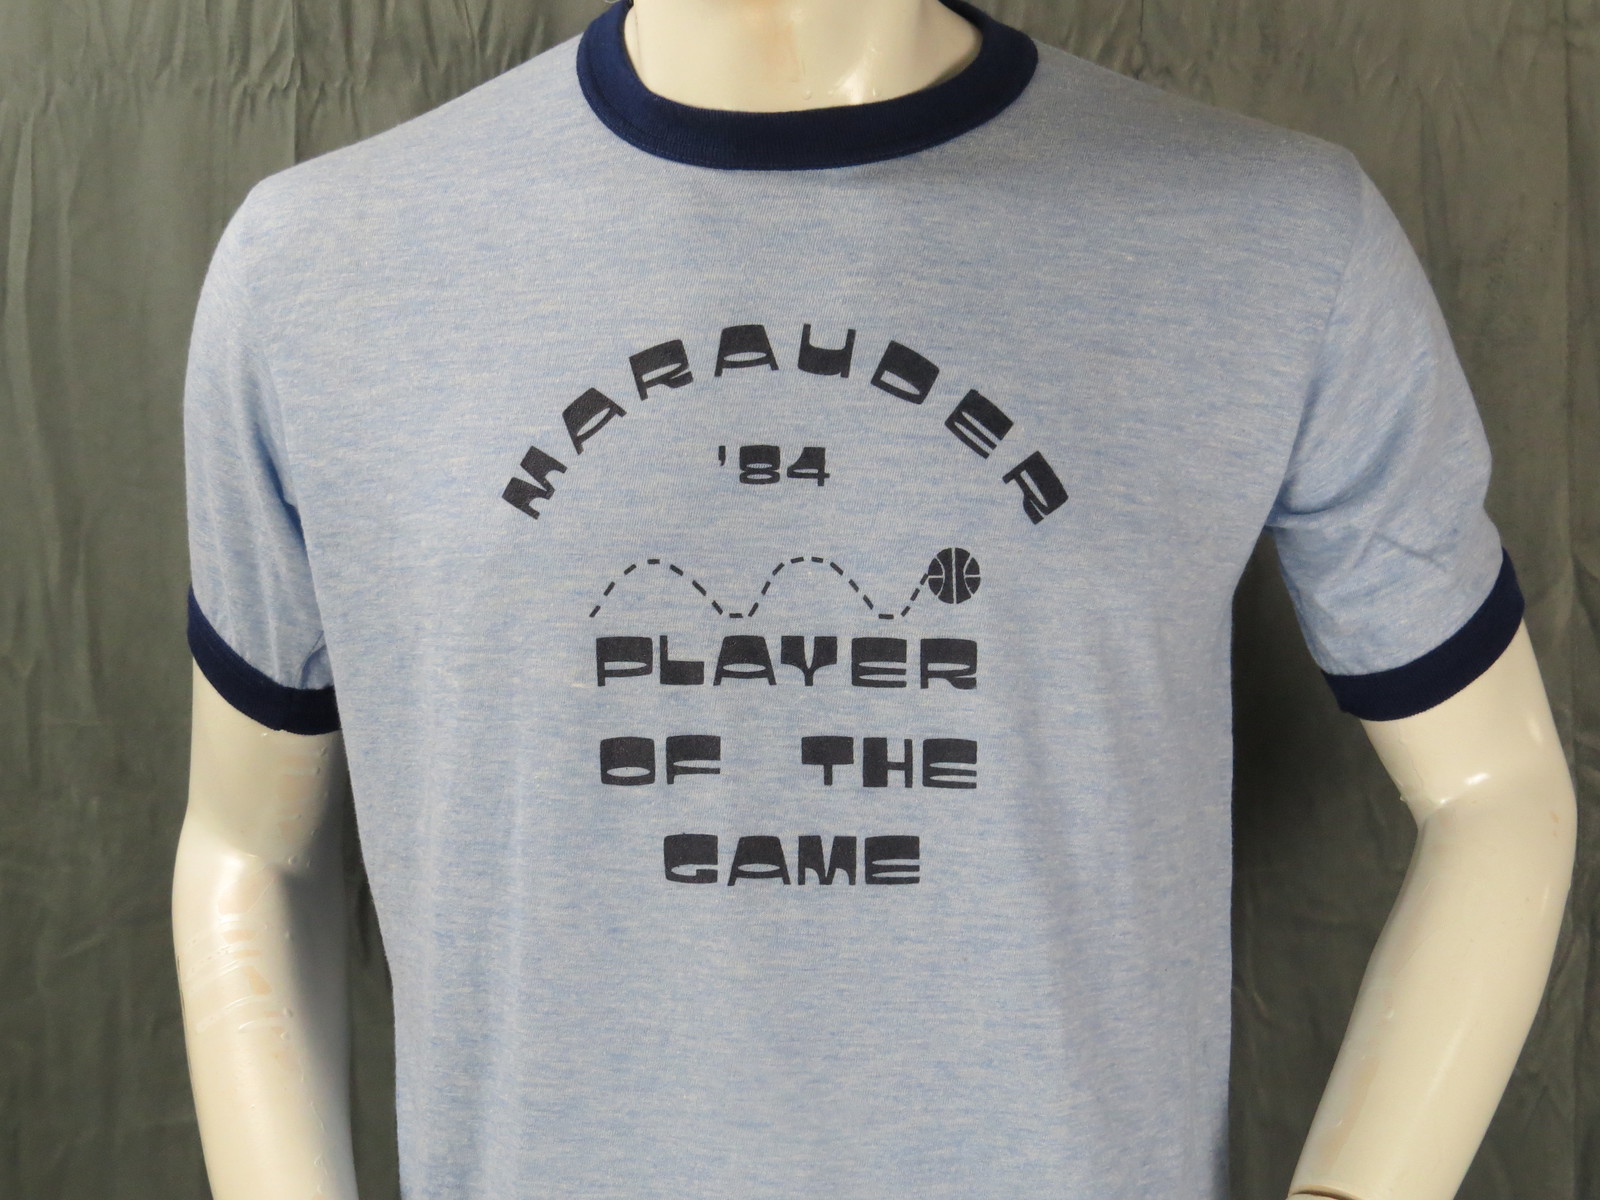 MARAUDER
'84
PLAYER
OF THE
GAME